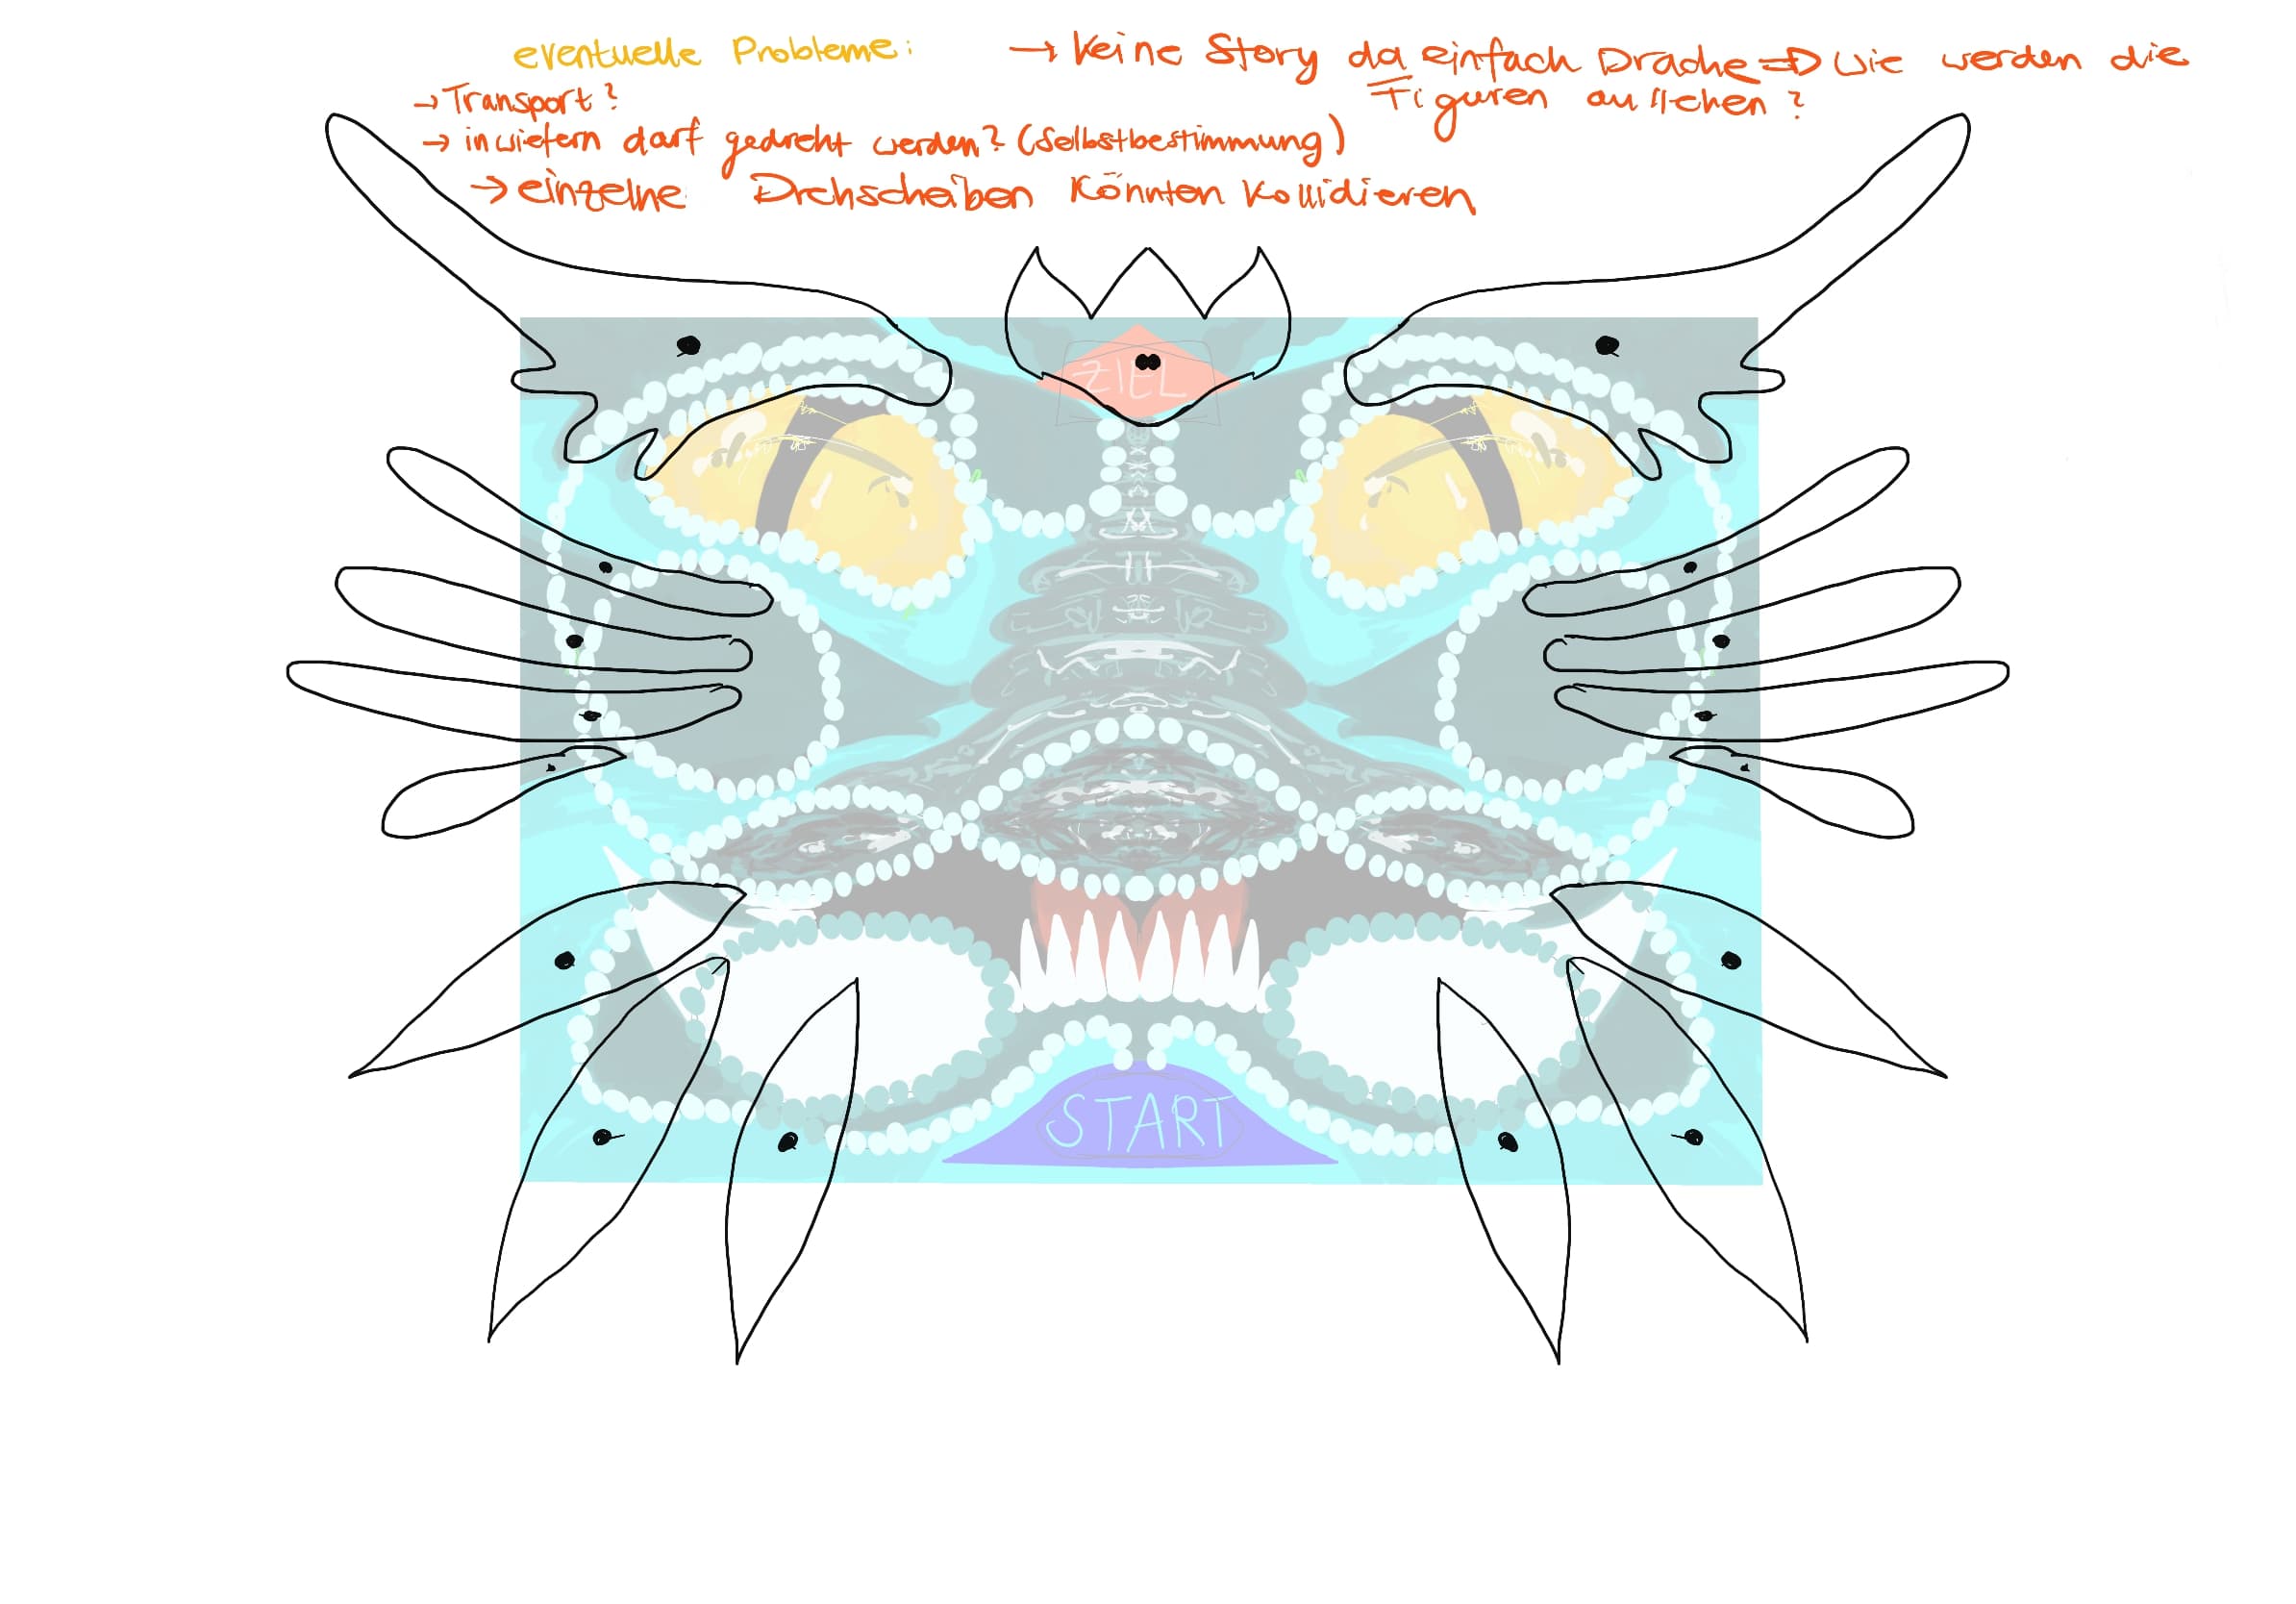 eventuelle Probleme:
→ Keine Story da einfach Drache ⇒ wie werden die
Figuren aussehen?
→ Transport?
→ inwiefern darf gedreht werden? (Selbstbestimmung)
→ einzelne Drehscheiben könnten kollidieren
ZIEL
START